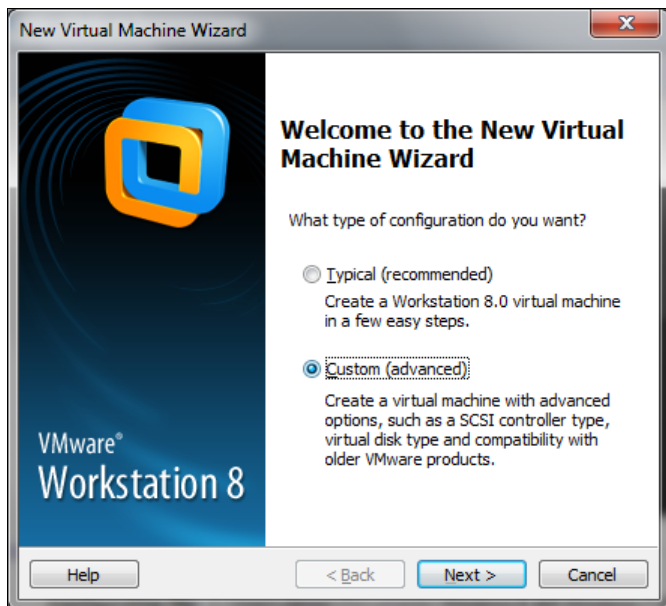 New Virtual Machine Wizard
Welcome to the New Virtual
Machine Wizard
What type of configuration do you want?
Typical (recommended)
Create a Workstation 8.0 virtual machine
in a few easy steps.
Custom (advanced)
Create a virtual machine with advanced
options, such as a SCSI controller type,
virtual disk type and compatibility with
older VMware products.
VMware®
Workstation 8
Help
< Back
Next >
Cancel